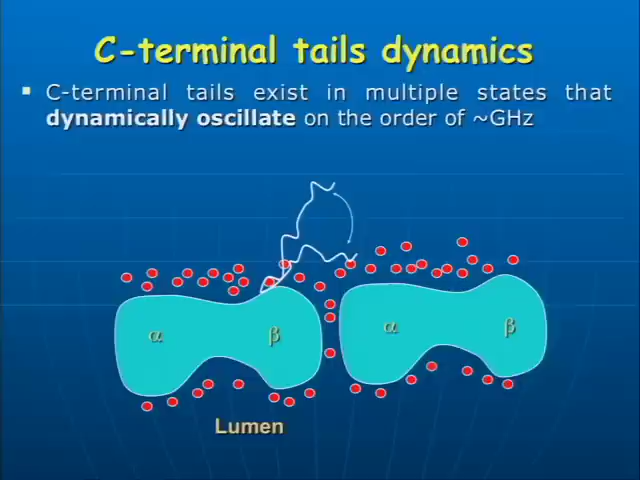 C-terminal tails dynamics
▪ C-terminal tails exist in multiple states that
dynamically oscillate on the order of ~GHz
α β α β
Lumen